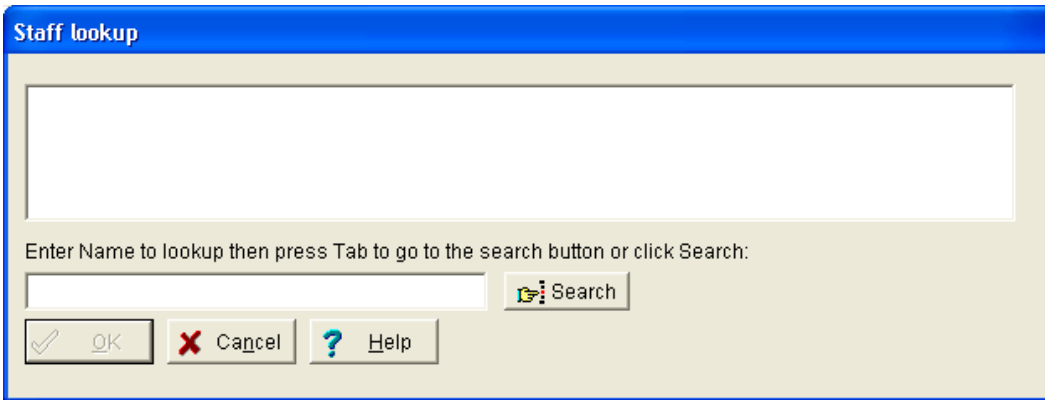 Staff lookup
Enter Name to lookup then press Tab to go to the search button or click Search:
Search
OK Cancel Help